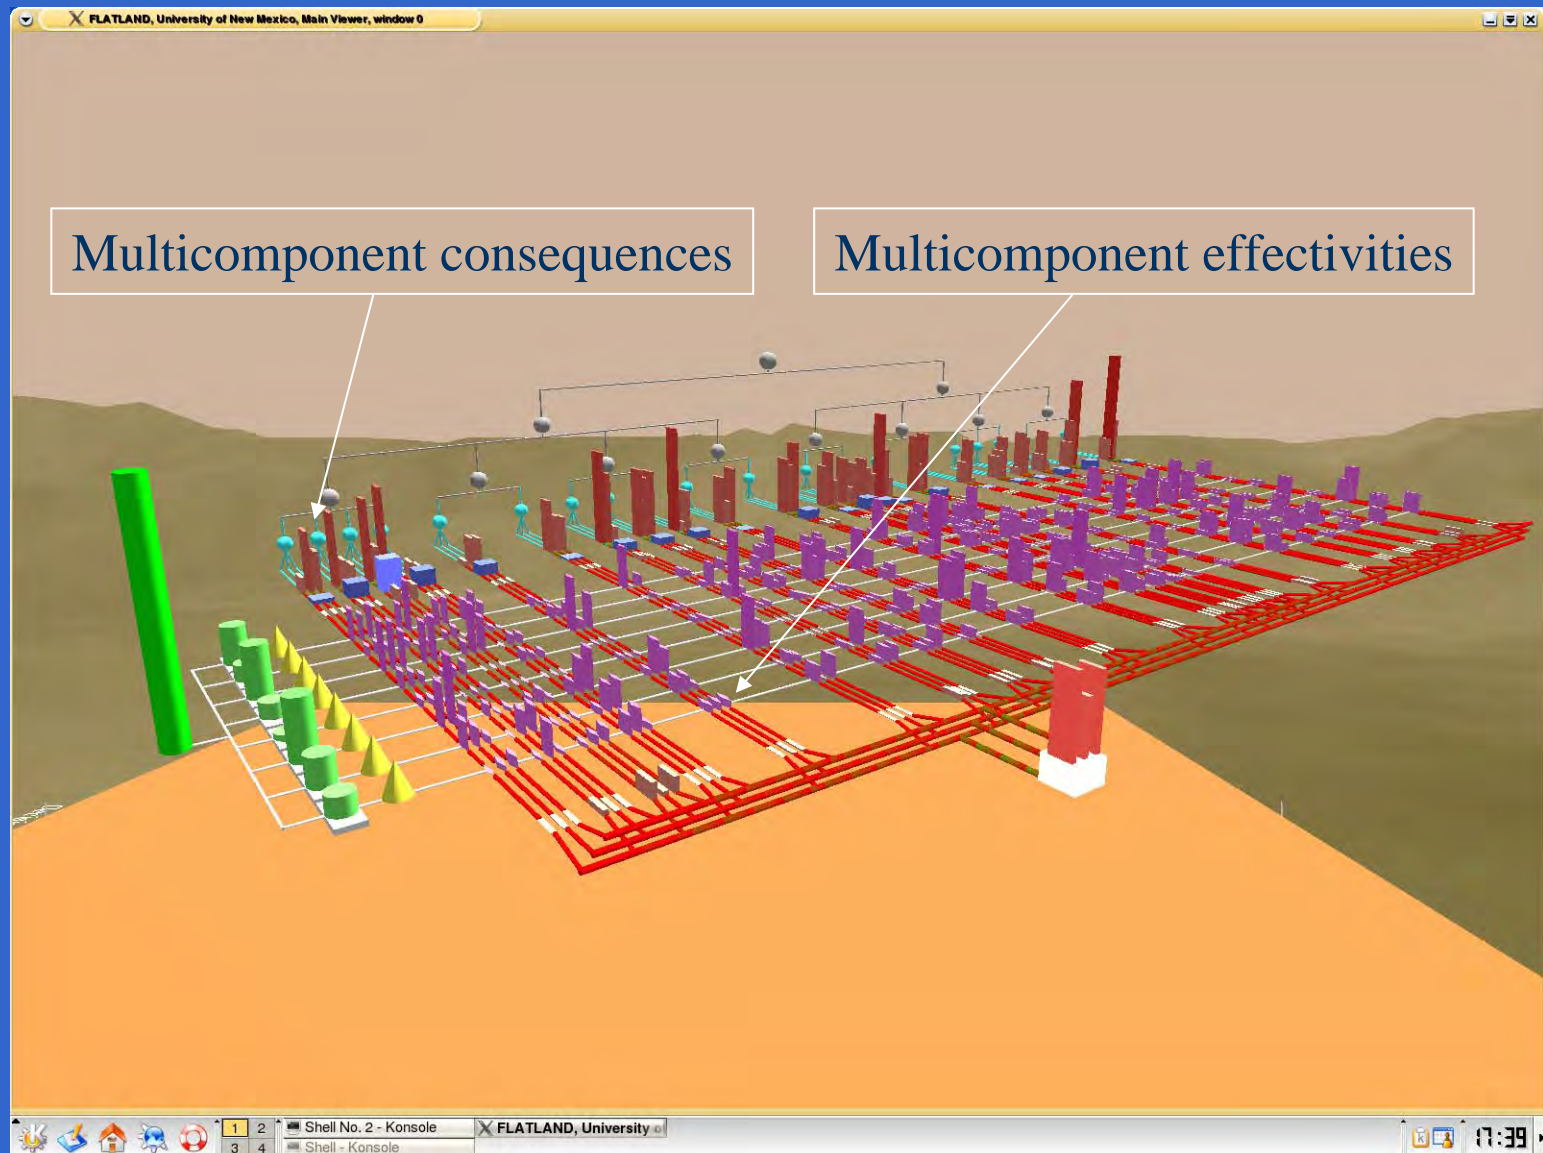 FLATLAND, University of New Mexico, Main Viewer, window 0
Multicomponent consequences
Multicomponent effectivities
1 2
3 4
Shell No. 2 - Konsole
Shell - Konsole
FLATLAND, University o
17:39